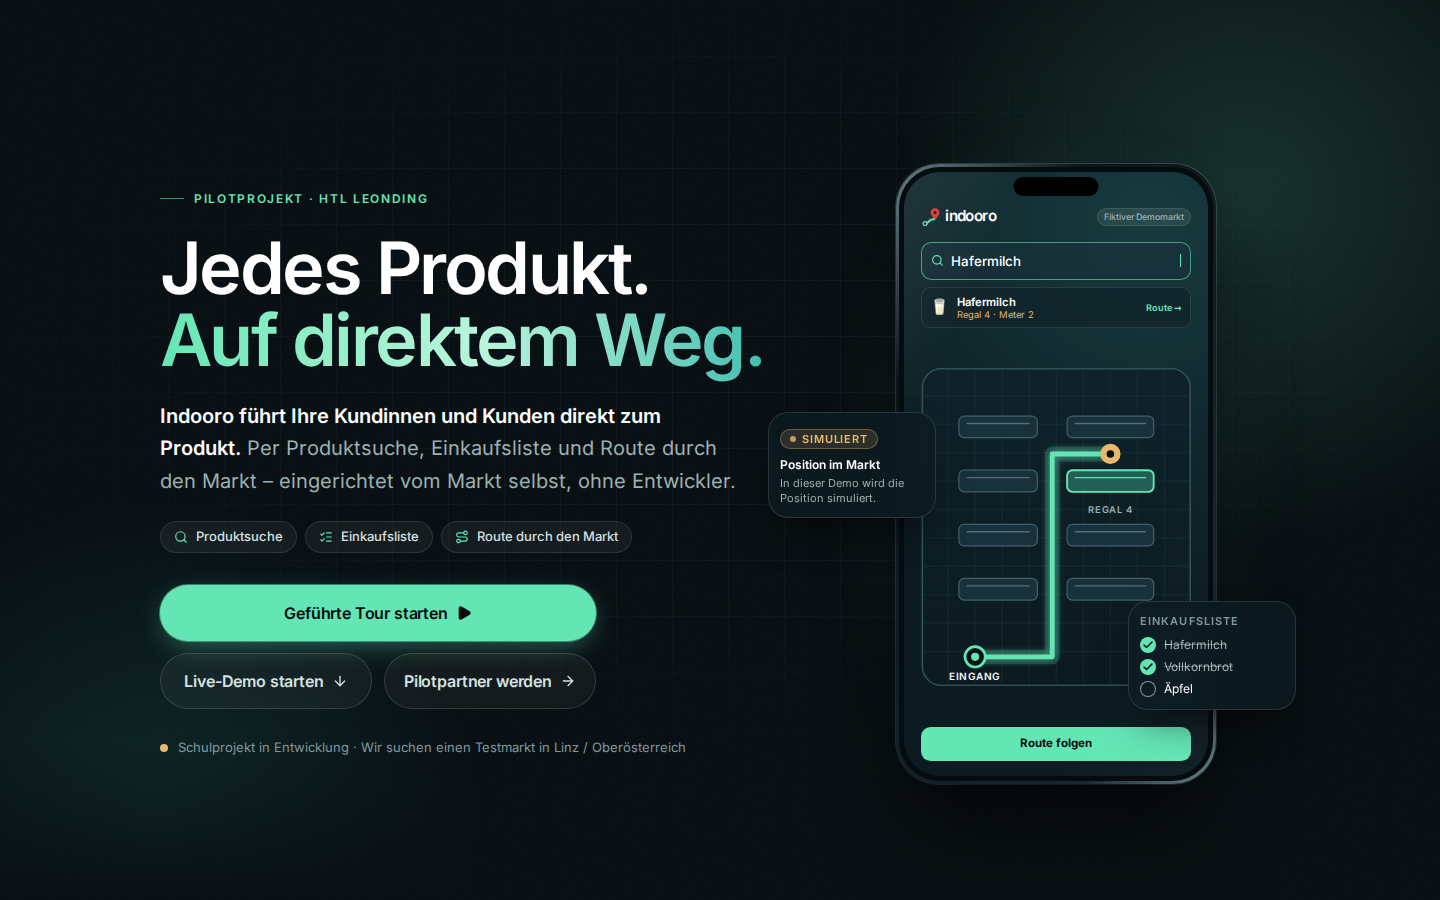 PILOTPROJEKT · HTL LEONDING
Jedes Produkt.
Auf direktem Weg.
Indooro führt Ihre Kundinnen und Kunden direkt zum
Produkt. Per Produktsuche, Einkaufsliste und Route durch
den Markt – eingerichtet vom Markt selbst, ohne Entwickler.
Produktsuche
Einkaufsliste
Route durch den Markt
Geführte Tour starten
Live-Demo starten ↓
Pilotpartner werden →
Schulprojekt in Entwicklung · Wir suchen einen Testmarkt in Linz / Oberösterreich
indooro
Fiktiver Demomarkt
Hafermilch
Hafermilch
Regal 4 · Meter 2
Route →
SIMULIERT
Position im Markt
In dieser Demo wird die
Position simuliert.
REGAL 4
EINGANG
EINKAUFSLISTE
Hafermilch
Vollkornbrot
Äpfel
Route folgen